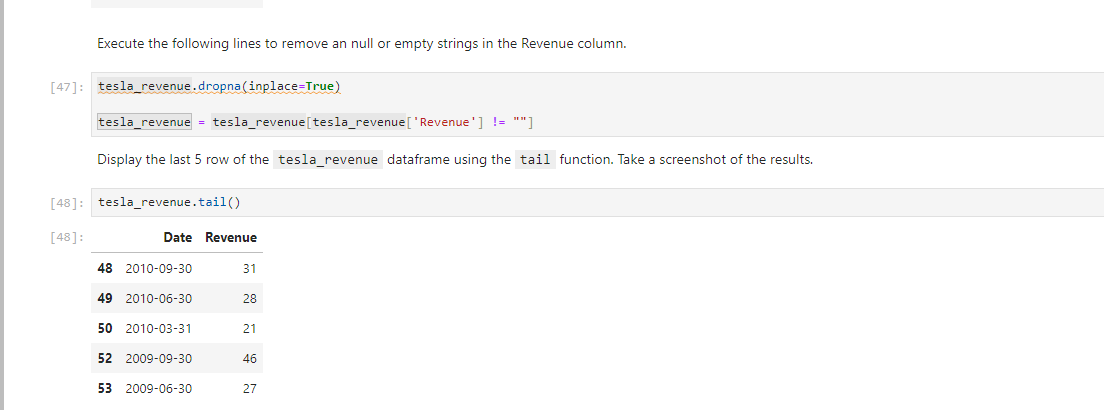 Execute the following lines to remove an null or empty strings in the Revenue column.
[47]: tesla_revenue.dropna(inplace=True)
tesla_revenue = tesla_revenue[tesla_revenue['Revenue'] != ""]
Display the last 5 row of the tesla_revenue dataframe using the tail function. Take a screenshot of the results.
[48]: tesla_revenue.tail()
[48]: Date Revenue
48 2010-09-30 31
49 2010-06-30 28
50 2010-03-31 21
52 2009-09-30 46
53 2009-06-30 27